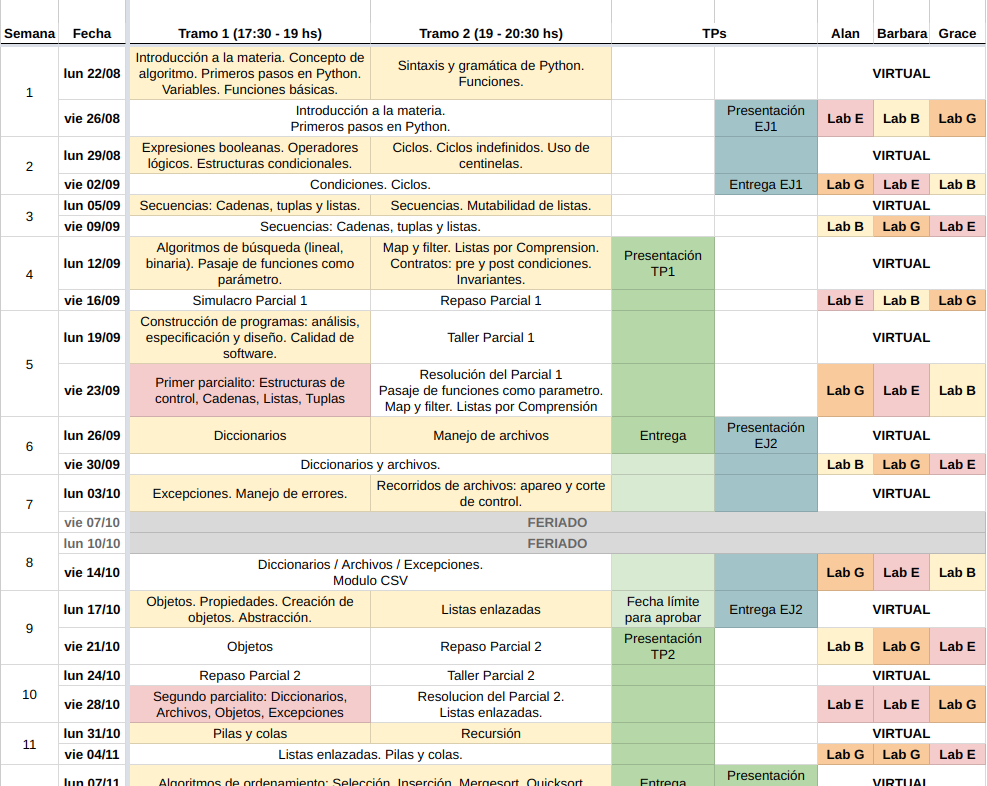 Semana Fecha Tramo 1 (17:30 - 19 hs) Tramo 2 (19 - 20:30 hs) TPs Alan Barbara Grace
1
lun 22/08
Introducción a la materia. Concepto de
algoritmo. Primeros pasos en Python.
Variables. Funciones básicas.
Sintaxis y gramática de Python.
Funciones.
VIRTUAL
vie 26/08
Introducción a la materia.
Primeros pasos en Python.
Presentación
EJ1
Lab E Lab B Lab G
2
lun 29/08
Expresiones booleanas. Operadores
lógicos. Estructuras condicionales.
Ciclos. Ciclos indefinidos. Uso de
centinelas.
VIRTUAL
vie 02/09 Condiciones. Ciclos. Entrega EJ1 Lab G Lab E Lab B
3
lun 05/09 Secuencias: Cadenas, tuplas y listas. Secuencias. Mutabilidad de listas. VIRTUAL
vie 09/09 Secuencias: Cadenas, tuplas y listas. Lab B Lab G Lab E
4
lun 12/09
Algoritmos de búsqueda (lineal,
binaria). Pasaje de funciones como
parámetro.
Map y filter. Listas por Comprension.
Contratos: pre y post condiciones.
Invariantes.
Presentación
TP1
VIRTUAL
vie 16/09 Simulacro Parcial 1 Repaso Parcial 1 Lab E Lab B Lab G
5
lun 19/09
Construcción de programas: análisis,
especificación y diseño. Calidad de
software.
Taller Parcial 1
VIRTUAL
vie 23/09
Primer parcialito: Estructuras de
control, Cadenas, Listas, Tuplas
Resolución del Parcial 1
Pasaje de funciones como parametro.
Map y filter. Listas por Comprensión
Lab G Lab E Lab B
6
lun 26/09 Diccionarios Manejo de archivos Entrega
Presentación
EJ2
VIRTUAL
vie 30/09 Diccionarios y archivos. Lab B Lab G Lab E
7
lun 03/10 Excepciones. Manejo de errores.
Recorridos de archivos: apareo y corte
de control.
VIRTUAL
vie 07/10 FERIADO
8
lun 10/10 FERIADO
vie 14/10
Diccionarios / Archivos / Excepciones.
Modulo CSV
Lab G Lab E Lab B
9
lun 17/10
Objetos. Propiedades. Creación de
objetos. Abstracción.
Listas enlazadas
Fecha límite
para aprobar
Entrega EJ2
VIRTUAL
vie 21/10 Objetos Repaso Parcial 2
Presentación
TP2
Lab B Lab G Lab E
10
lun 24/10 Repaso Parcial 2 Taller Parcial 2 VIRTUAL
vie 28/10
Segundo parcialito: Diccionarios,
Archivos, Objetos, Excepciones
Resolucion del Parcial 2.
Listas enlazadas.
Lab E Lab E Lab G
11
lun 31/10 Pilas y colas Recursión VIRTUAL
vie 04/11 Listas enlazadas. Pilas y colas. Lab G Lab G Lab E
lun 07/11 Algoritmos de ordenamiento: Selección, Inserción, Mergesort, Quicksort Entrega
Presentación
VIRTUAL